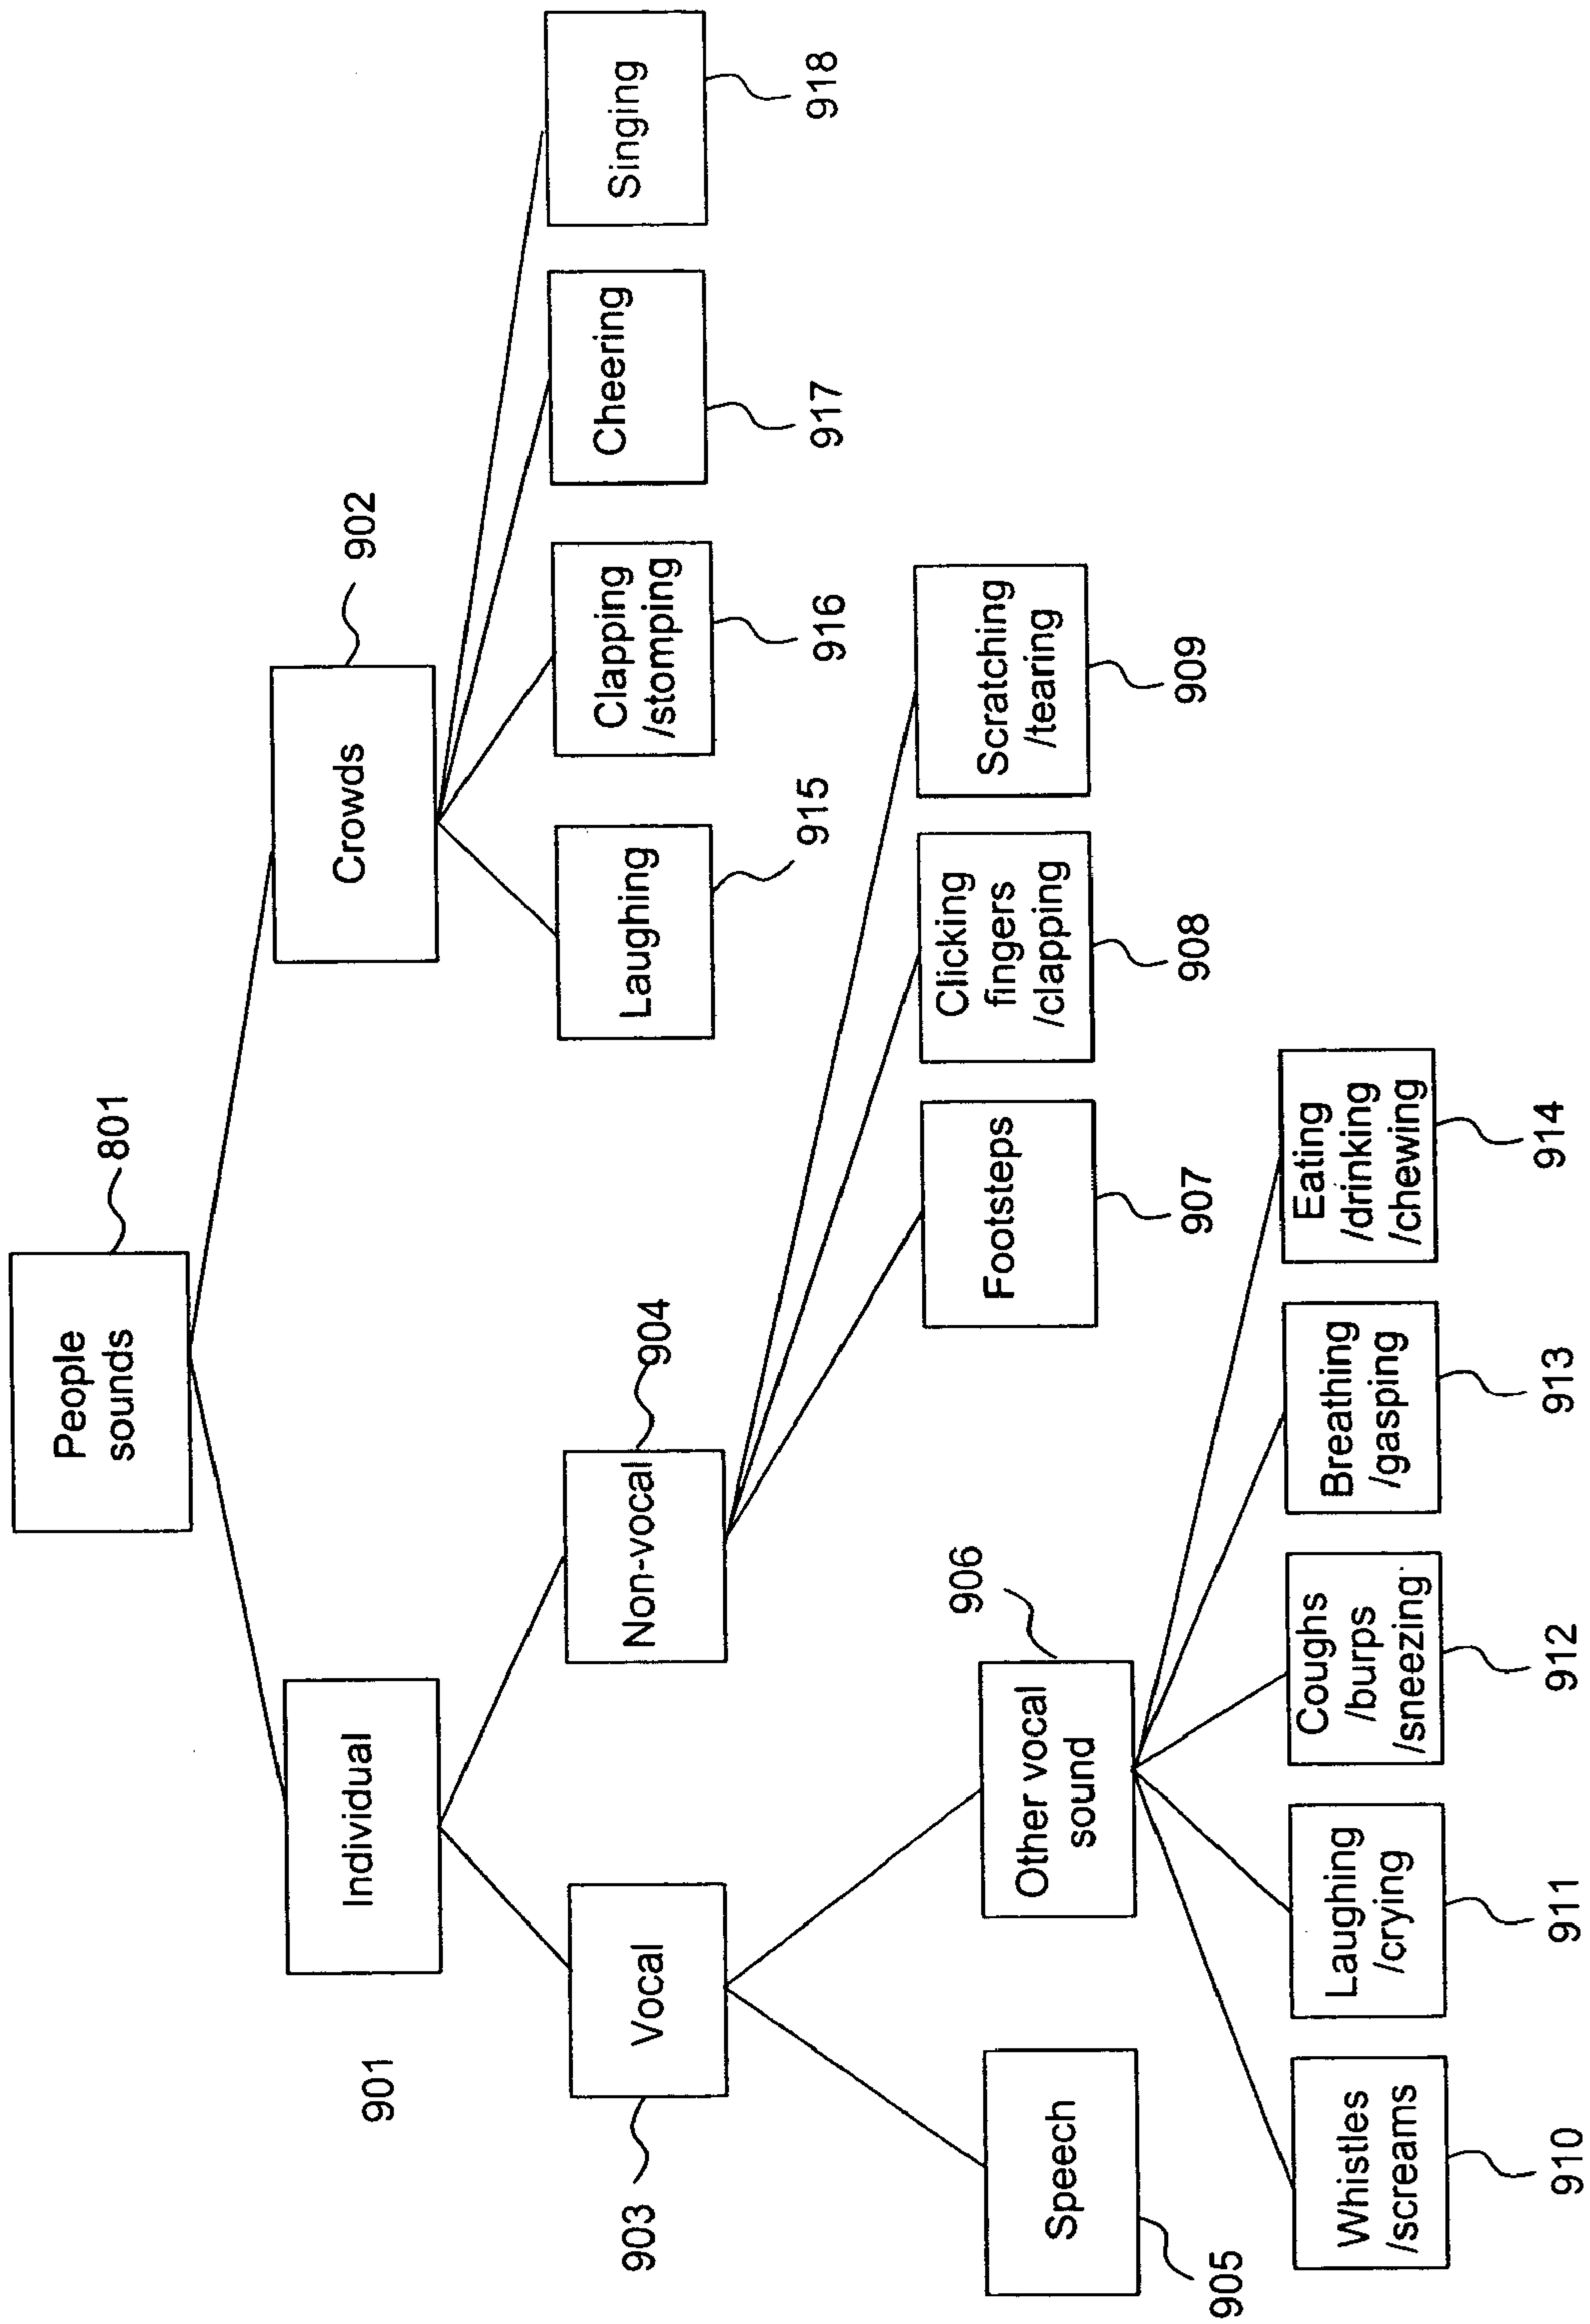 People
sounds
801
Individual
901
Crowds
902
Vocal
903
Non-vocal
904
Laughing
915
Clapping
/stomping
916
Cheering
917
Singing
918
Speech
905
Other vocal
sound
906
Footsteps
907
Clicking
fingers
/clapping
908
Scratching
/tearing
909
Whistles
/screams
910
Laughing
/crying
911
Coughs
/burps
/sneezing
912
Breathing
/gasping
913
Eating
/drinking
/chewing
914